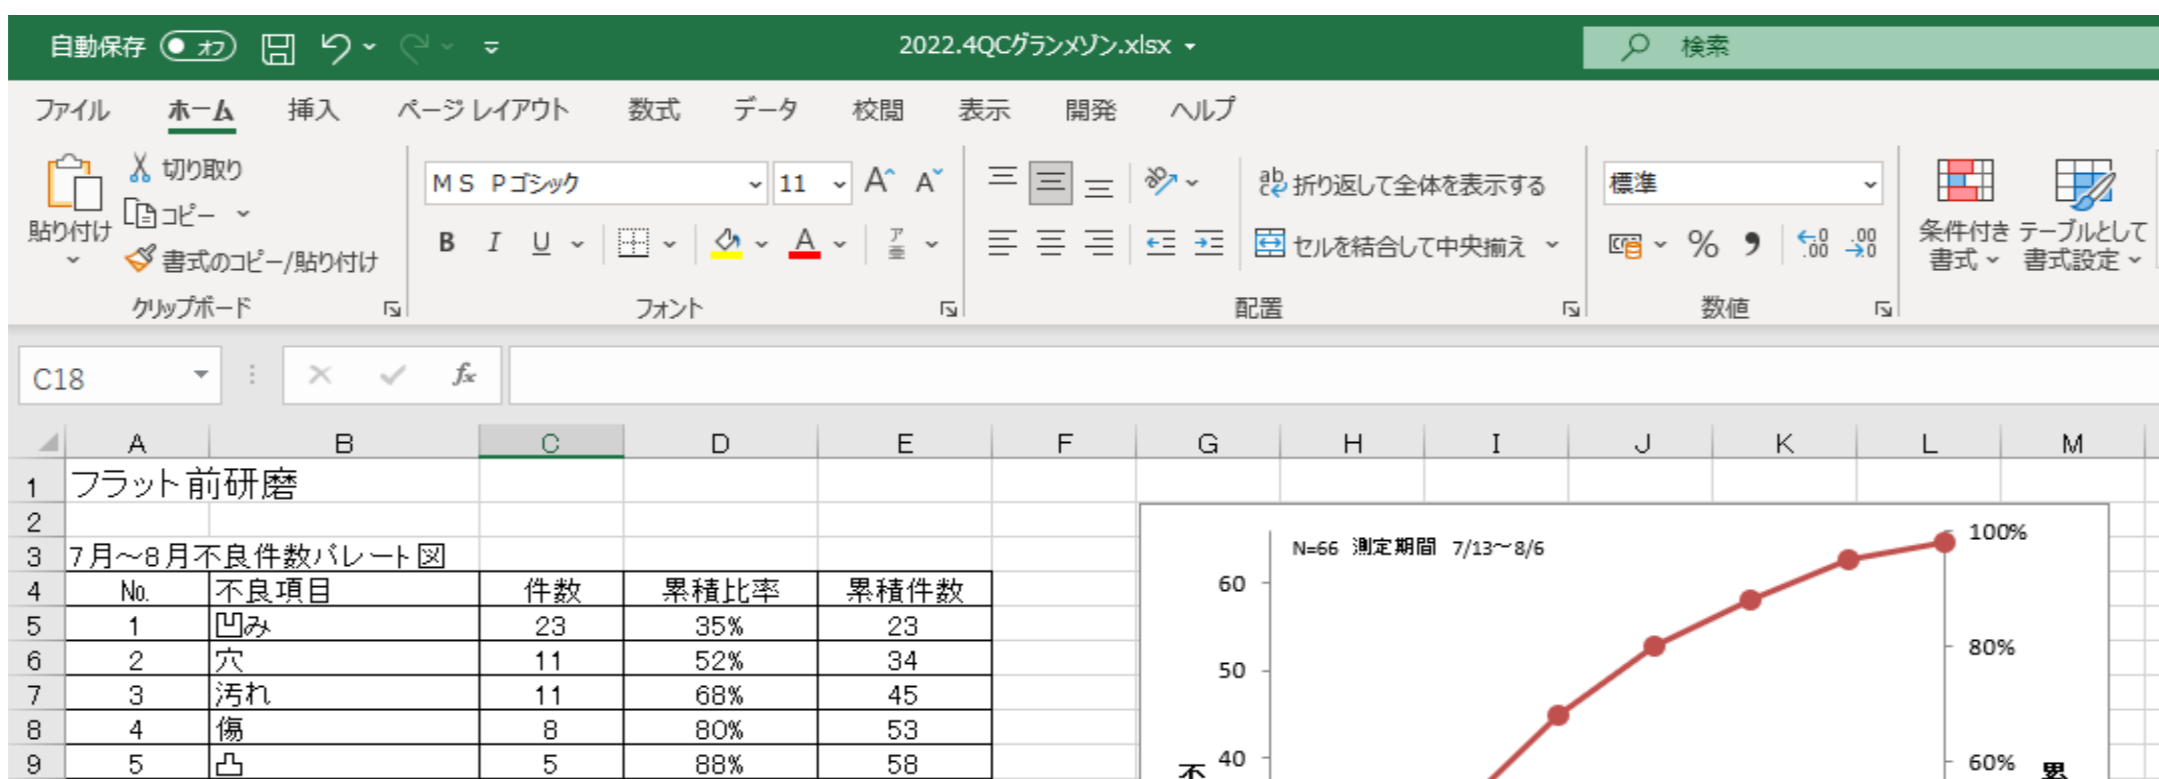 自動保存 オフ
2022.4QCグランメゾン.xlsx
検索
ファイル ホーム 挿入 ページ レイアウト 数式 データ 校閲 表示 開発 ヘルプ
貼り付け
切り取り
コピー
書式のコピー/貼り付け
クリップボード
ＭＳ Ｐゴシック 11 A A
B I U A ア亜
フォント
ab 折り返して全体を表示する
セルを結合して中央揃え
配置
標準
% 9 .00 .00
数値
条件付き書式
テーブルとして書式設定
C18 fx
A B C D E F G H I J K L M
1 フラット前研磨
2
3 7月～8月不良件数パレート図
4 No. 不良項目 件数 累積比率 累積件数
5 1 凹み 23 35% 23
6 2 穴 11 52% 34
7 3 汚れ 11 68% 45
8 4 傷 8 80% 53
9 5 凸 5 88% 58
N=66 測定期間 7/13～8/6
60
50
40
不
100%
80%
60%
累